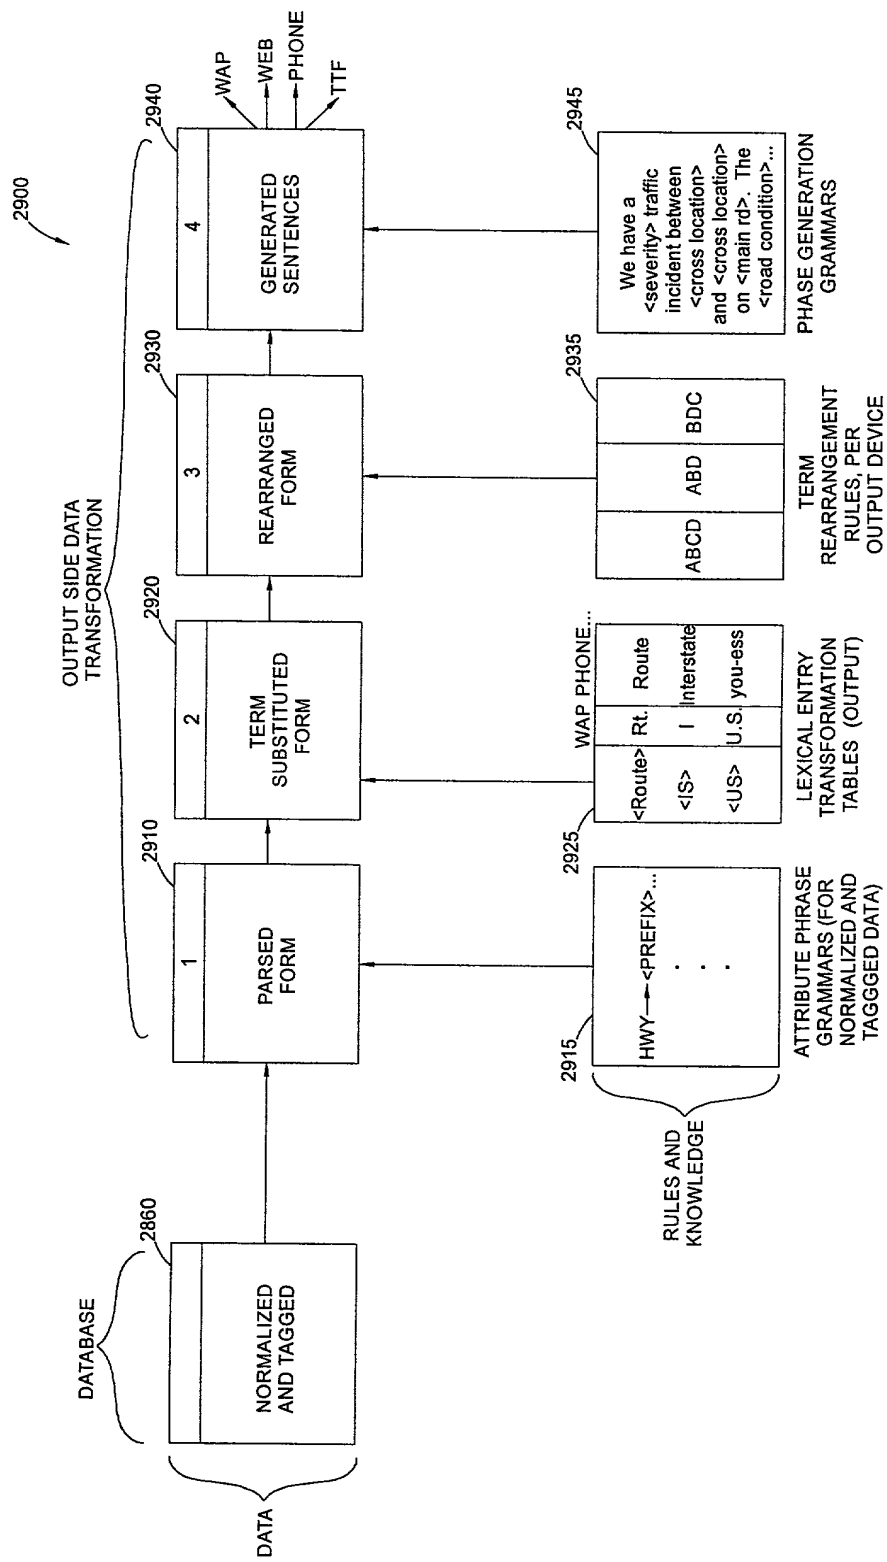 2900
OUTPUT SIDE DATA
TRANSFORMATION
DATABASE
DATA
2860
NORMALIZED
AND TAGGED
2910
1
PARSED
FORM
2920
2
TERM
SUBSTITUTED
FORM
2930
3
REARRANGED
FORM
2940
4
GENERATED
SENTENCES
WAP
WEB
PHONE
TTF
RULES AND
KNOWLEDGE
2915
HWY <PREFIX>...
ATTRIBUTE PHRASE
GRAMMARS (FOR
NORMALIZED AND
TAGGGED DATA)
2925
WAP PHONE...
<Route> Rt. Route
<IS> I Interstate
<US> U.S. you-ess
LEXICAL ENTRY
TRANSFORMATION
TABLES (OUTPUT)
2935
ABCD ABD BDC
TERM
REARRANGEMENT
RULES, PER
OUTPUT DEVICE
2945
We have a
<severity> traffic
incident between
<cross location>
and <cross location>
on <main rd>. The
<road condition>...
PHASE GENERATION
GRAMMARS